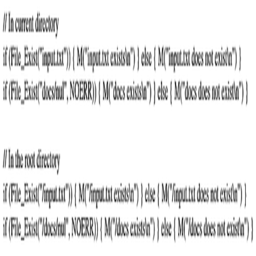 // In current directory
if (File_Exist("input.txt")) { M("input.txt exists\n") } else { M("input.txt does not exist\n") }
if (File_Exist("docs\nul", NOERR)) { M("docs exists\n") } else { M("docs does not exist\n") }
// In the root directory
if (File_Exist("/input.txt")) { M("/input.txt exists\n") } else { M("/input.txt does not exist\n") }
if (File_Exist("/docs/nul", NOERR)) { M("/docs exists\n") } else { M("/docs does not exist\n") }